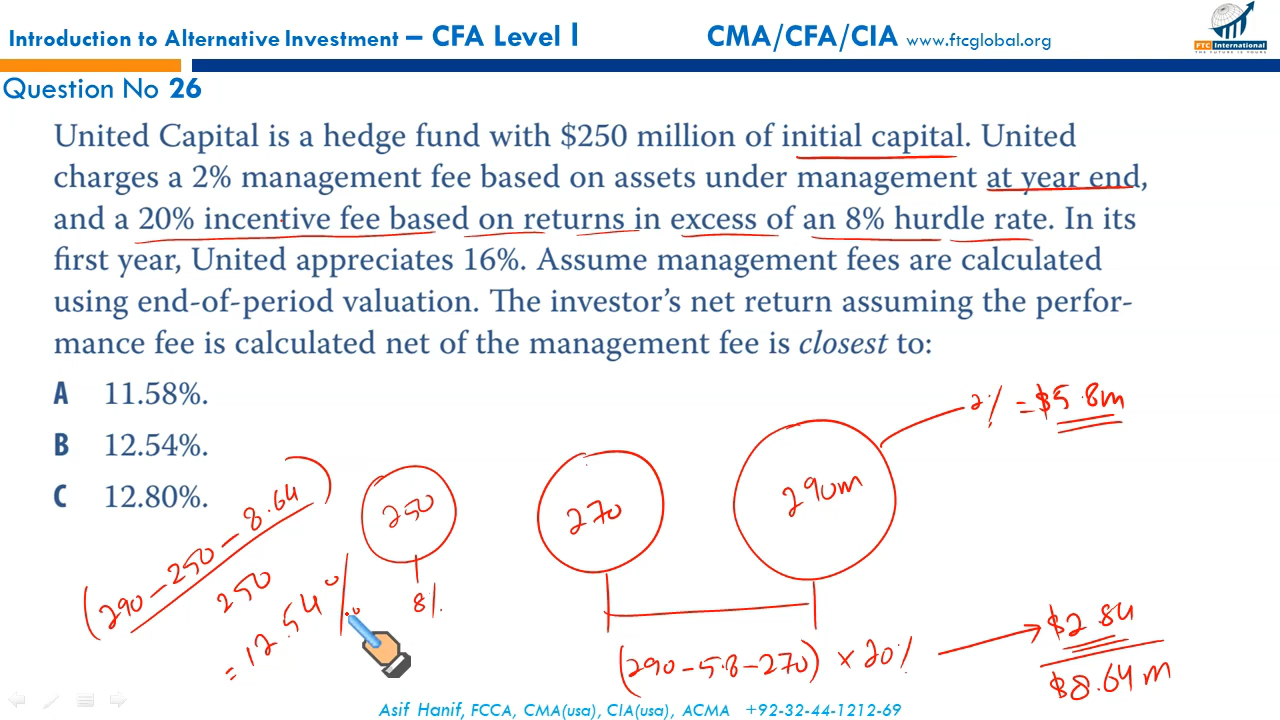 Introduction to Alternative Investment – CFA Level I CMA/CFA/CIA www.ftcglobal.org
FTC International
THE FUTURE IS YOURS
Question No 26
United Capital is a hedge fund with $250 million of initial capital. United
charges a 2% management fee based on assets under management at year end,
and a 20% incentive fee based on returns in excess of an 8% hurdle rate. In its
first year, United appreciates 16%. Assume management fees are calculated
using end-of-period valuation. The investor’s net return assuming the perfor-
mance fee is calculated net of the management fee is closest to:
A 11.58%.
B 12.54%.
C 12.80%.
2% = $5.8m
250
270
290m
8%
(290 – 250 – 8.64)
250
= 12.54%
(290 – 5.8 – 270) × 20%
$2.84
$8.64m
Asif Hanif, FCCA, CMA(usa), CIA(usa), ACMA +92-32-44-1212-69